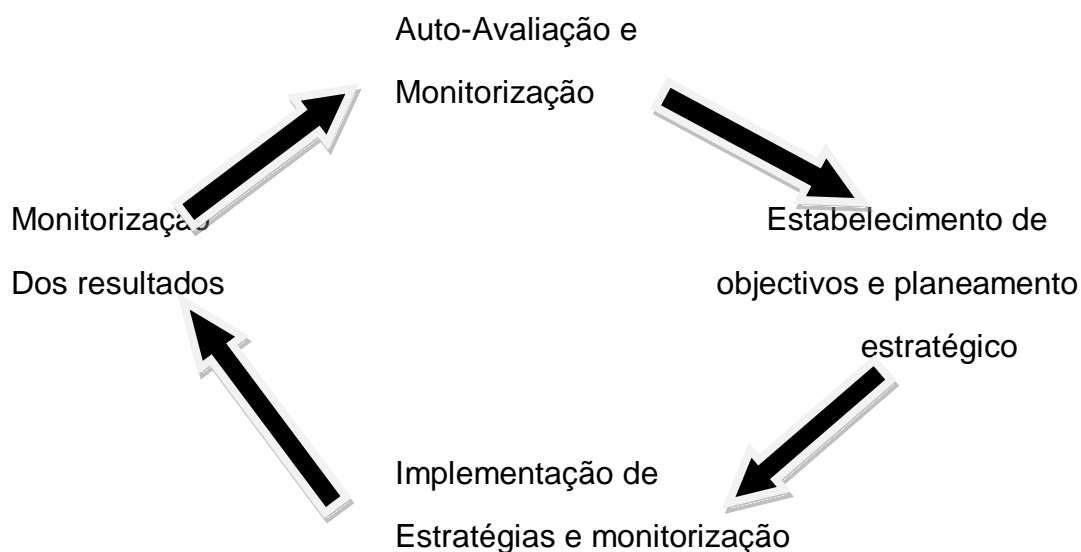 Auto-Avaliação e
Monitorização
Monitorização
Dos resultados
Estabelecimento de
objectivos e planeamento
estratégico
Implementação de
Estratégias e monitorização